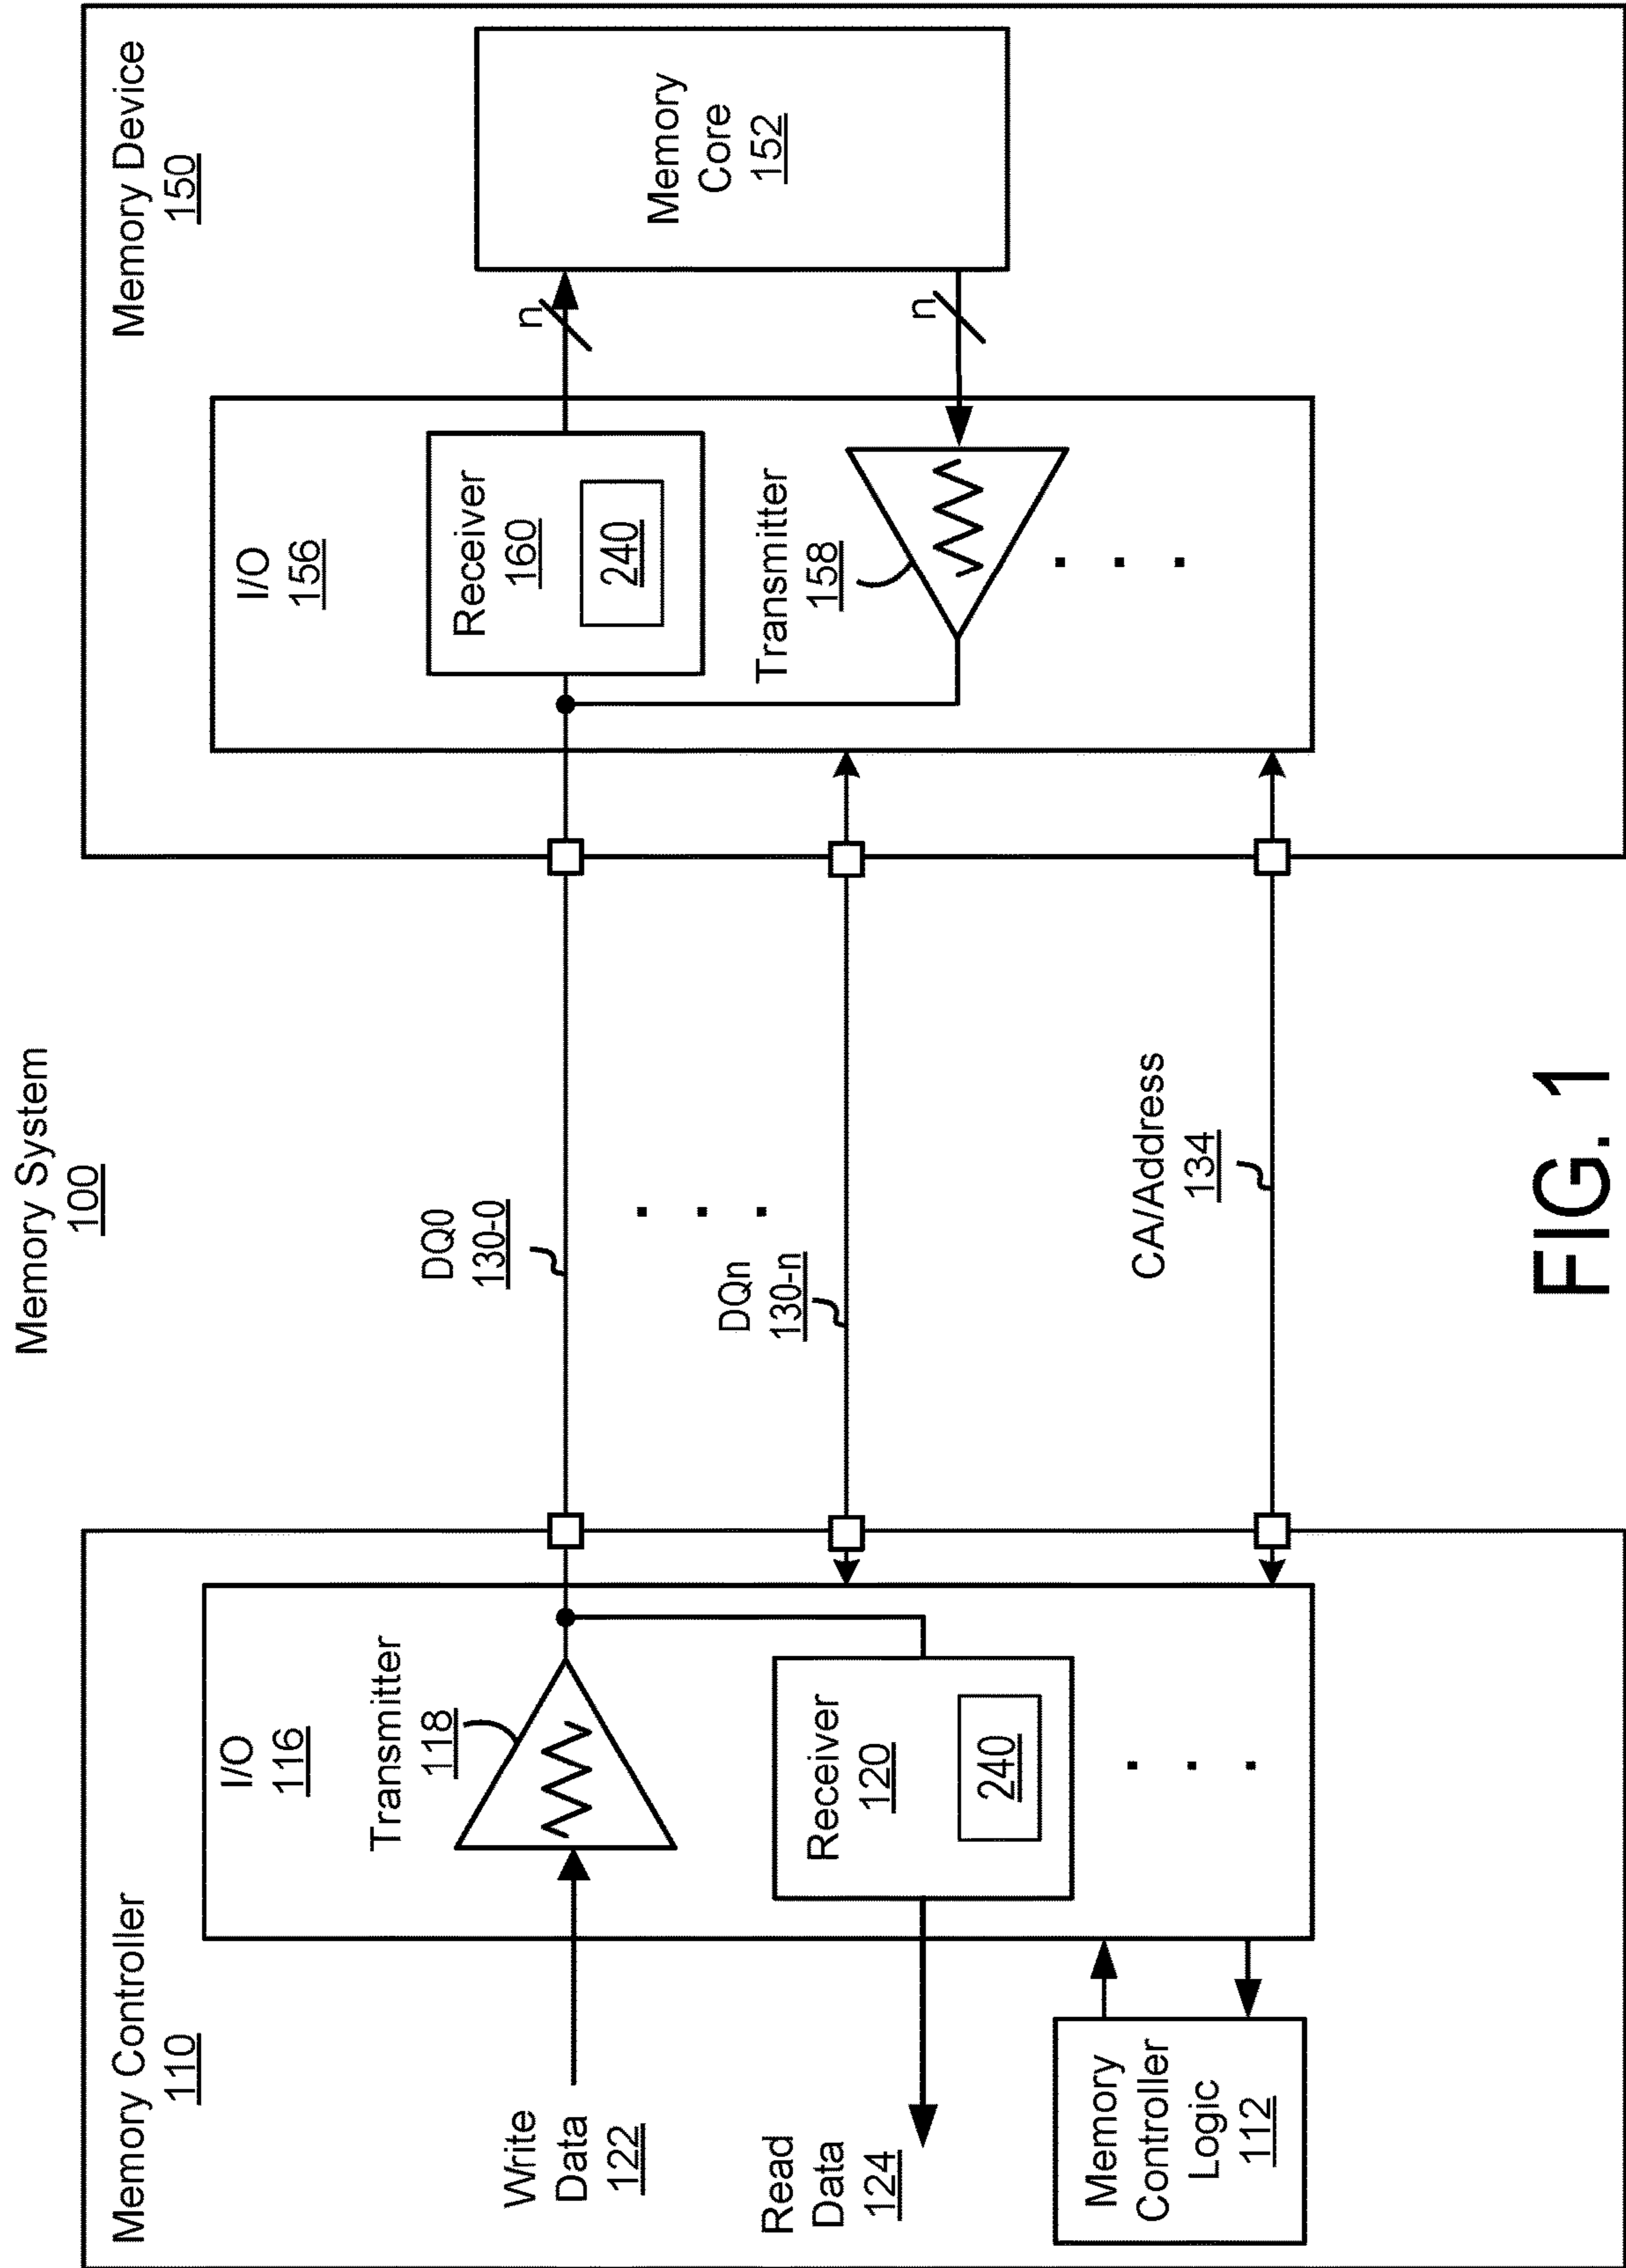 Memory System
100
Memory Controller
110
I/O
116
Transmitter
118
Write
Data
122
Receiver
120
240
Read
Data
124
Memory
Controller
Logic
112
DQ0
130-0
DQn
130-n
CA/Address
134
Memory Device
150
I/O
156
Receiver
160
240
Transmitter
158
n
n
Memory
Core
152
FIG. 1